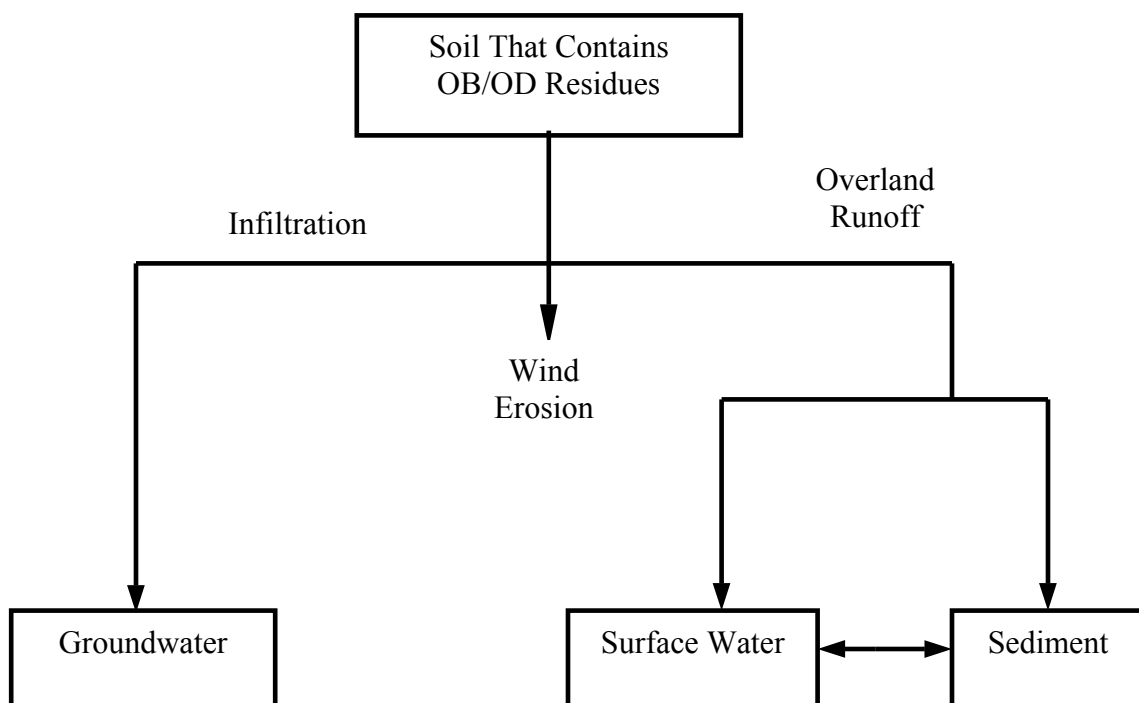 Soil That Contains
OB/OD Residues
Overland
Runoff
Infiltration
Wind
Erosion
Groundwater
Surface Water
Sediment